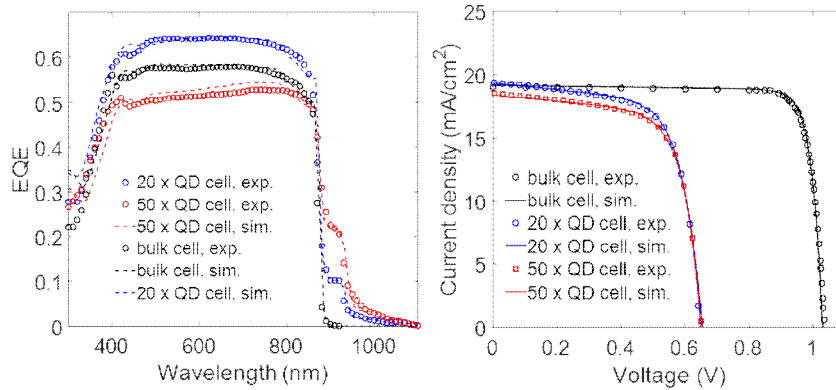 0.6
0.5
0.4
0.3
0.2
0.1
0
EQE
20 x QD cell, exp.
50 x QD cell, exp.
50 x QD cell, sim.
bulk cell, exp.
bulk cell, sim.
20 x QD cell, sim.
400 600 800 1000
Wavelength (nm)
25
20
15
10
5
0
Current density (mA/cm²)
bulk cell, exp.
bulk cell, sim.
20 x QD cell, exp.
20 x QD cell, sim.
50 x QD cell, exp.
50 x QD cell, sim.
0 0.2 0.4 0.6 0.8 1
Voltage (V)